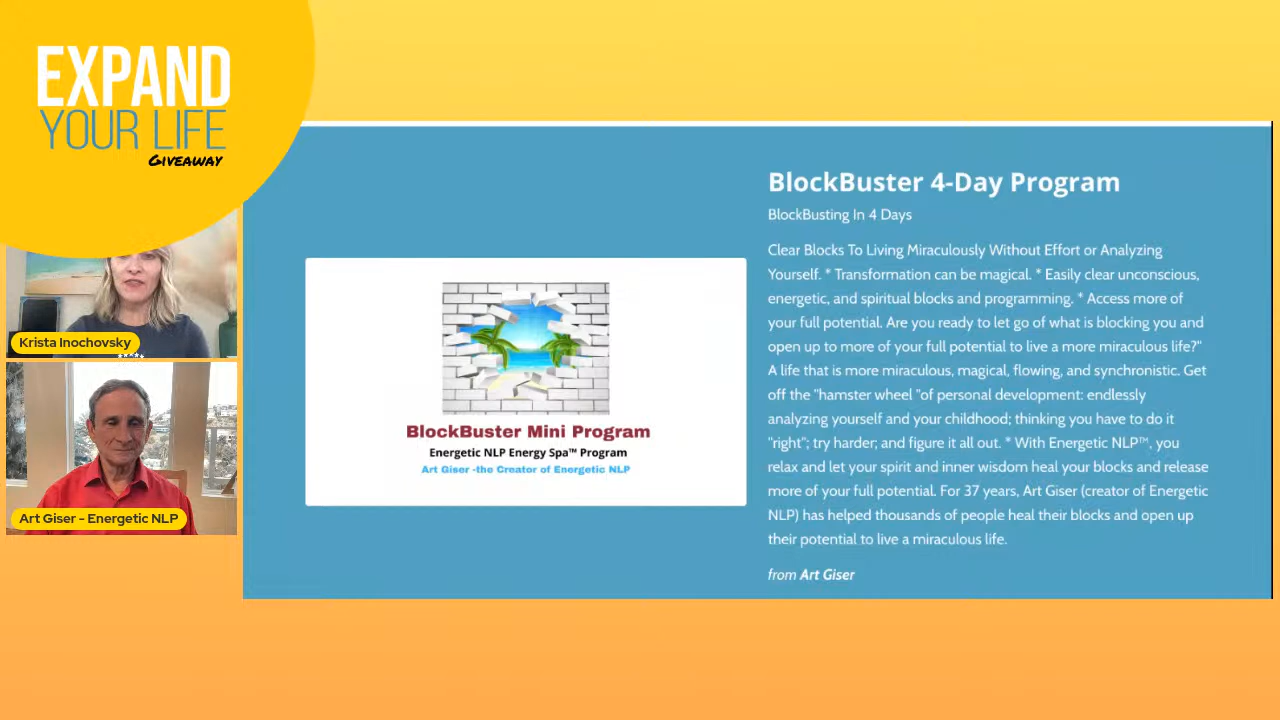 EXPAND
YOUR LIFE
GIVEAWAY
Krista Inochovsky
Art Giser - Energetic NLP
BlockBuster Mini Program
Energetic NLP Energy Spa™ Program
Art Giser -the Creator of Energetic NLP
BlockBuster 4-Day Program
BlockBusting In 4 Days
Clear Blocks To Living Miraculously Without Effort or Analyzing
Yourself. * Transformation can be magical. * Easily clear unconscious,
energetic, and spiritual blocks and programming. * Access more of
your full potential. Are you ready to let go of what is blocking you and
open up to more of your full potential to live a more miraculous life?"
A life that is more miraculous, magical, flowing, and synchronistic. Get
off the "hamster wheel "of personal development: endlessly
analyzing yourself and your childhood; thinking you have to do it
"right"; try harder; and figure it all out. * With Energetic NLP™, you
relax and let your spirit and inner wisdom heal your blocks and release
more of your full potential. For 37 years, Art Giser (creator of Energetic
NLP) has helped thousands of people heal their blocks and open up
their potential to live a miraculous life.
from Art Giser